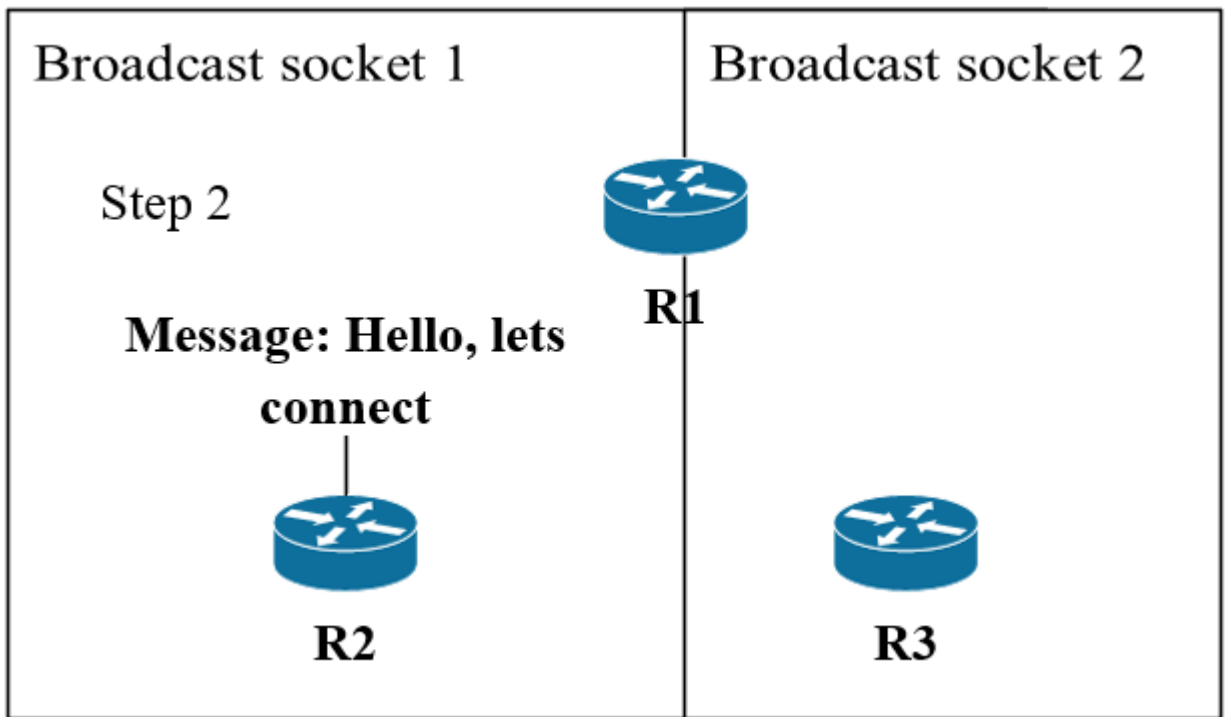 Broadcast socket 1
Broadcast socket 2
Step 2
R1
Message: Hello, lets
connect
R2
R3